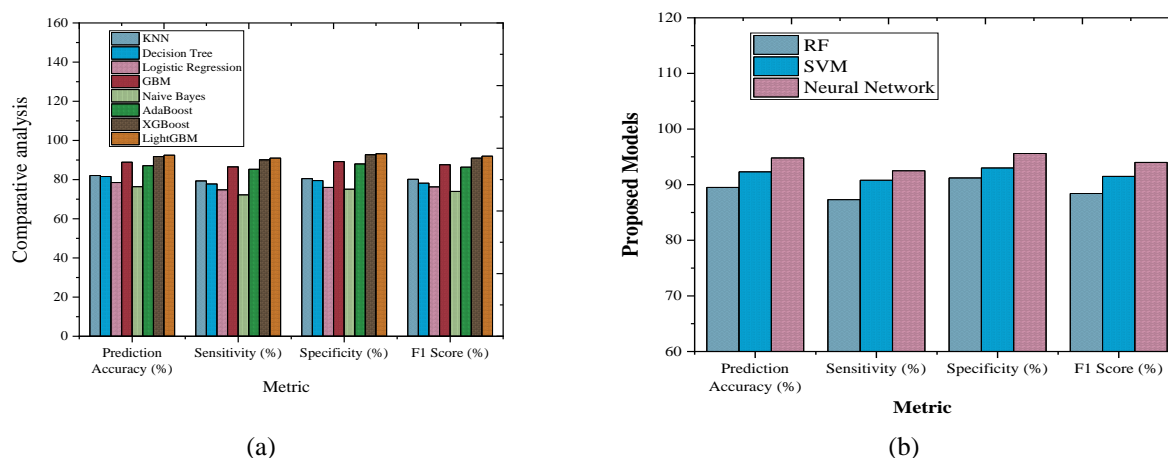 160
140
120
100
80
60
40
20
0
Comparative analysis
KNN
Decision Tree
Logistic Regression
GBM
Naive Bayes
AdaBoost
XGBoost
LightGBM
Prediction
Accuracy (%)
Sensitivity (%)
Specificity (%)
F1 Score (%)
Metric
(a)
120
110
100
90
80
70
60
Proposed Models
RF
SVM
Neural Network
Prediction
Accuracy (%)
Sensitivity (%)
Specificity (%)
F1 Score (%)
Metric
(b)